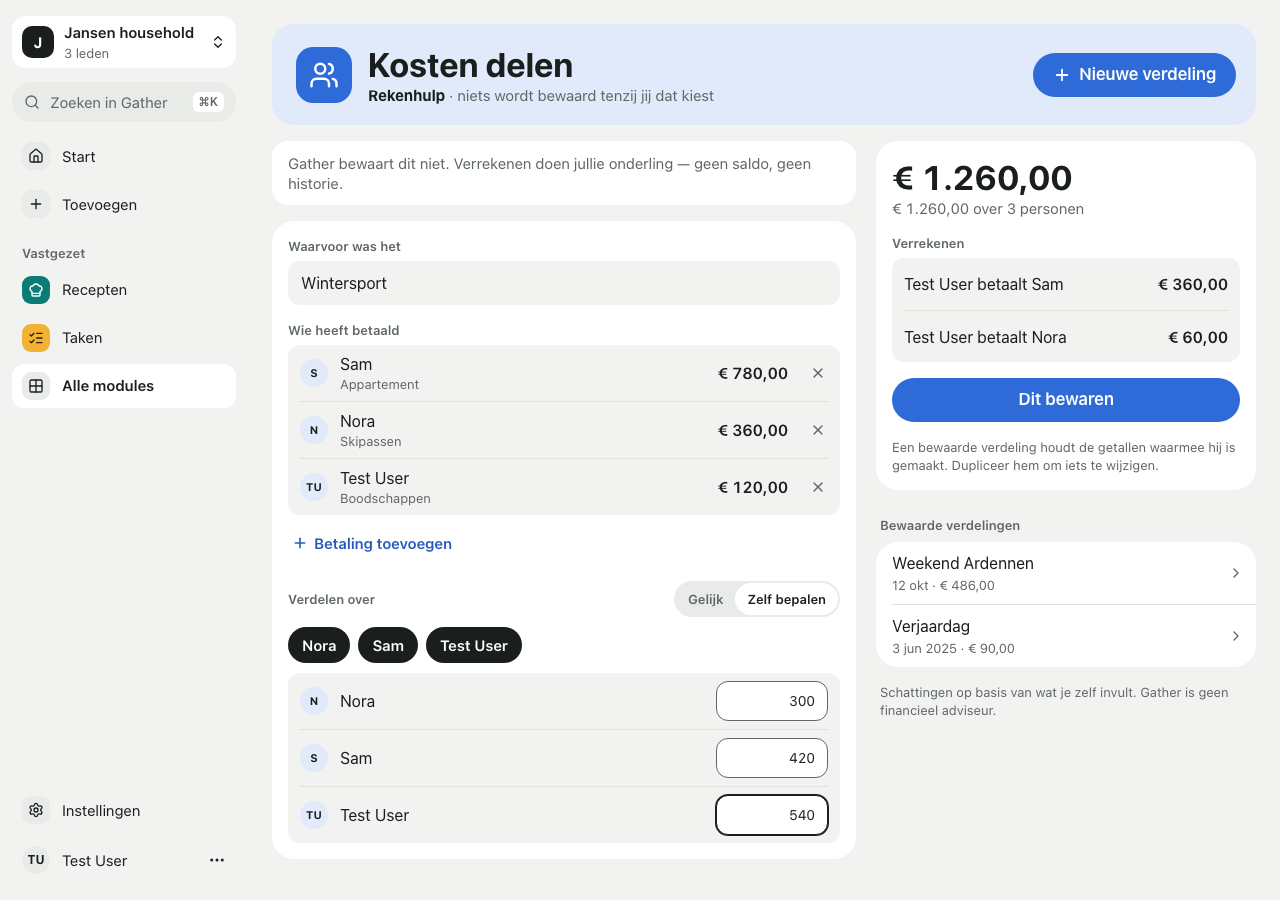 J
Jansen household
3 leden
Zoeken in Gather
⌘K
Start
Toevoegen
Vastgezet
Recepten
Taken
Alle modules
Instellingen
TU
Test User
Kosten delen
Rekenhulp · niets wordt bewaard tenzij jij dat kiest
Nieuwe verdeling
Gather bewaart dit niet. Verrekenen doen jullie onderling — geen saldo, geen
historie.
Waarvoor was het
Wintersport
Wie heeft betaald
S
Sam
Appartement
€ 780,00
N
Nora
Skipassen
€ 360,00
TU
Test User
Boodschappen
€ 120,00
Betaling toevoegen
Verdelen over
Gelijk
Zelf bepalen
Nora
Sam
Test User
N
Nora
300
S
Sam
420
TU
Test User
540
€ 1.260,00
€ 1.260,00 over 3 personen
Verrekenen
Test User betaalt Sam
€ 360,00
Test User betaalt Nora
€ 60,00
Dit bewaren
Een bewaarde verdeling houdt de getallen waarmee hij is
gemaakt. Dupliceer hem om iets te wijzigen.
Bewaarde verdelingen
Weekend Ardennen
12 okt · € 486,00
Verjaardag
3 jun 2025 · € 90,00
Schattingen op basis van wat je zelf invult. Gather is geen
financieel adviseur.